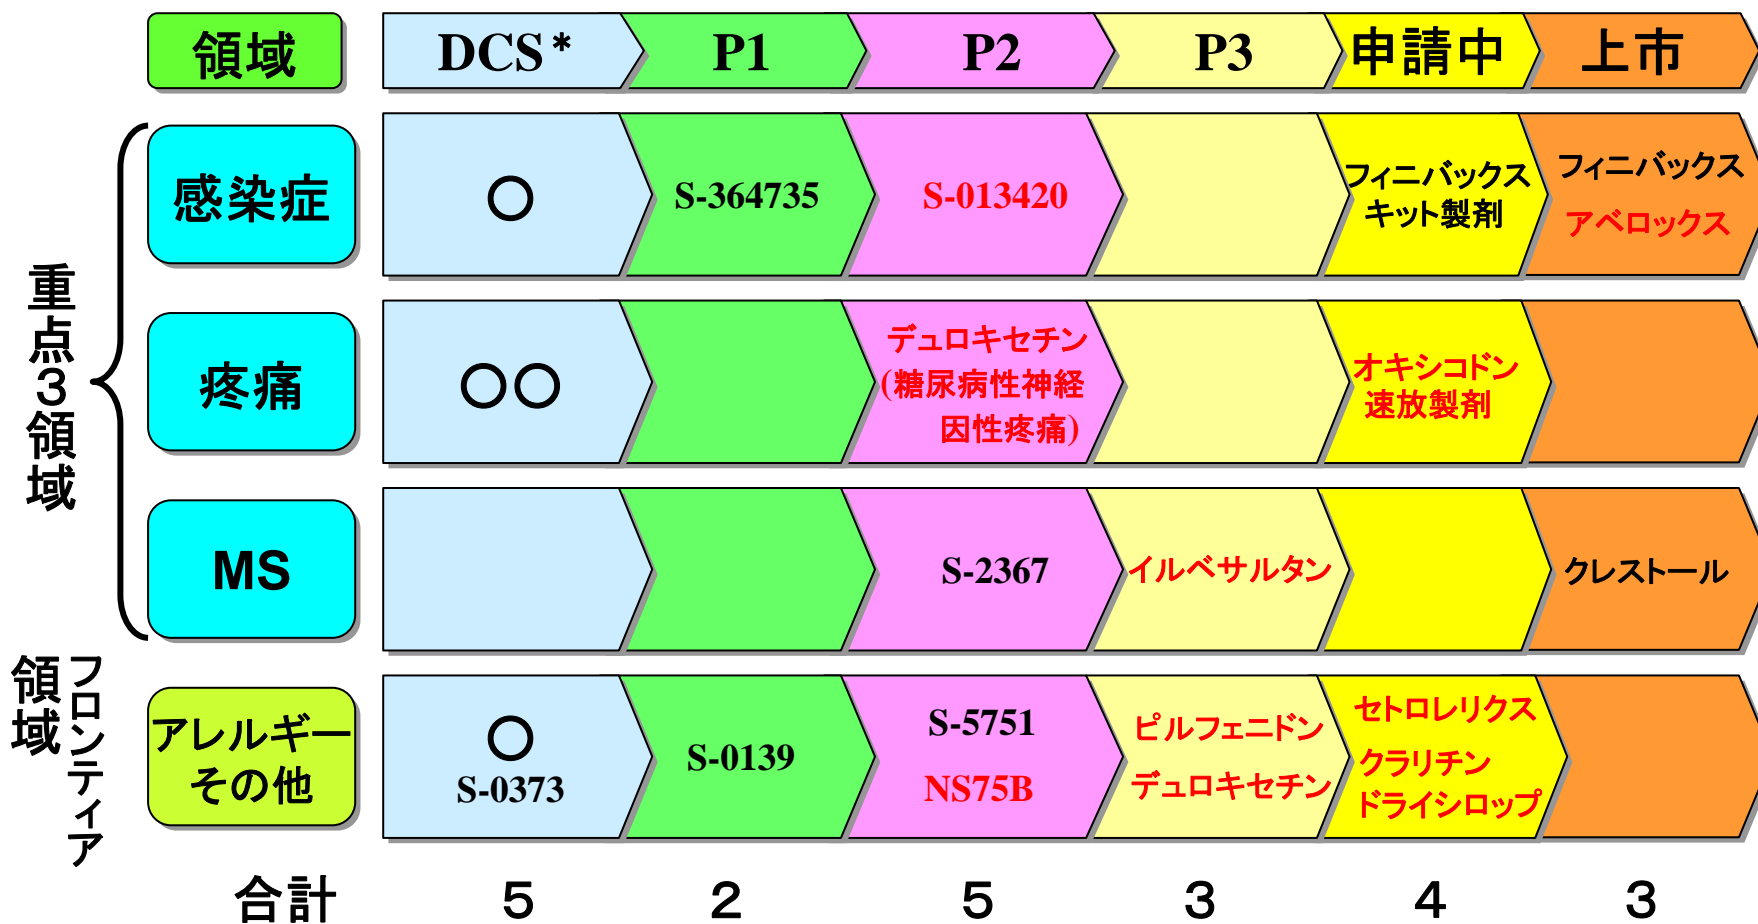 領域
DCS*
P1
P2
P3
申請中
上市
重点3領域
感染症
○
S-364735
S-013420
フィニバックス
キット製剤
フィニバックス
アベロックス
疼痛
○○
デュロキセチン
(糖尿病性神経
因性疼痛)
オキシコドン
速放製剤
MS
S-2367
イルベサルタン
クレストール
フロンティア
領域
アレルギー
その他
○
S-0373
S-0139
S-5751
NS75B
ピルフェニドン
デュロキセチン
セトロレリクス
クラリチン
ドライシロップ
合計
5
2
5
3
4
3